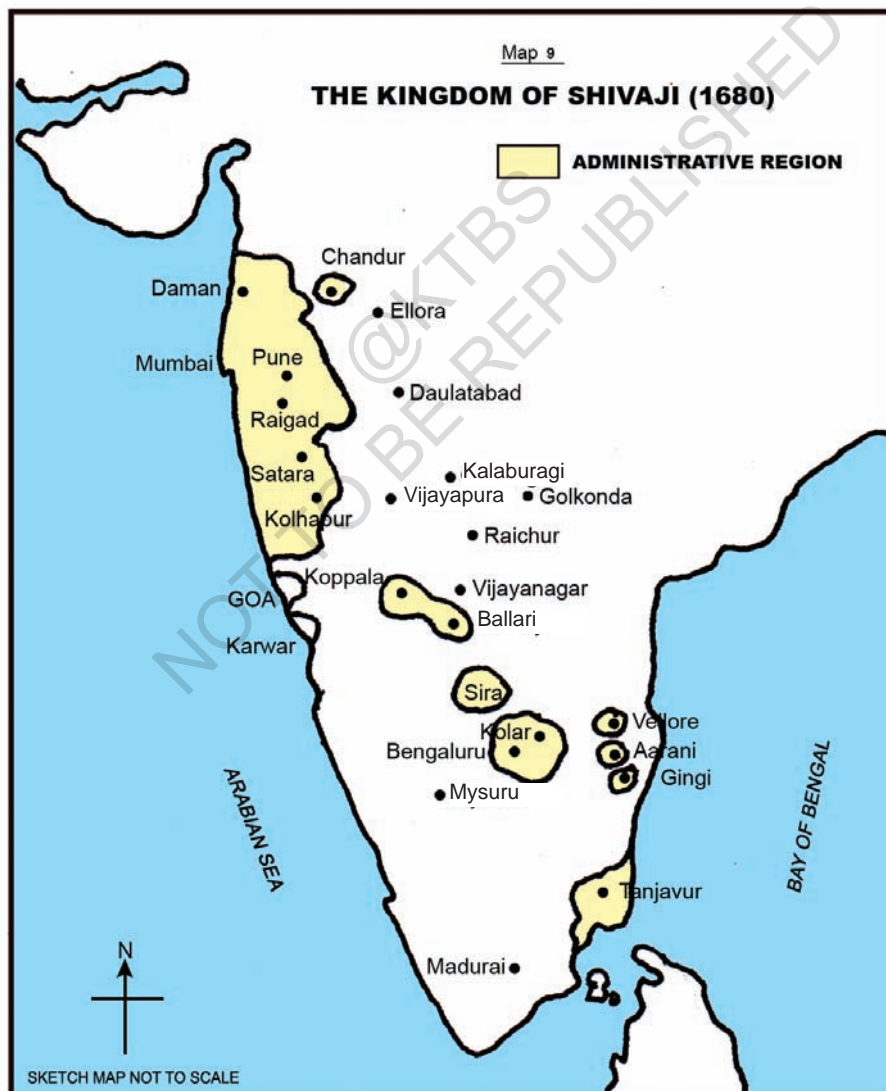 Map 9
THE KINGDOM OF SHIVAJI (1680)
ADMINISTRATIVE REGION
@KTBS
NOT TO BE REPUBLISHED
Chandur
Daman
Ellora
Mumbai
Pune
Daulatabad
Raigad
Satara
Kalaburagi
Vijayapura
Golkonda
Kolhapur
Raichur
Koppala
Vijayanagar
GOA
Ballari
Karwar
Sira
Vellore
Kolar
Bengaluru
Aarani
Gingi
Mysuru
ARABIAN SEA
BAY OF BENGAL
Tanjavur
N
Madurai
SKETCH MAP NOT TO SCALE